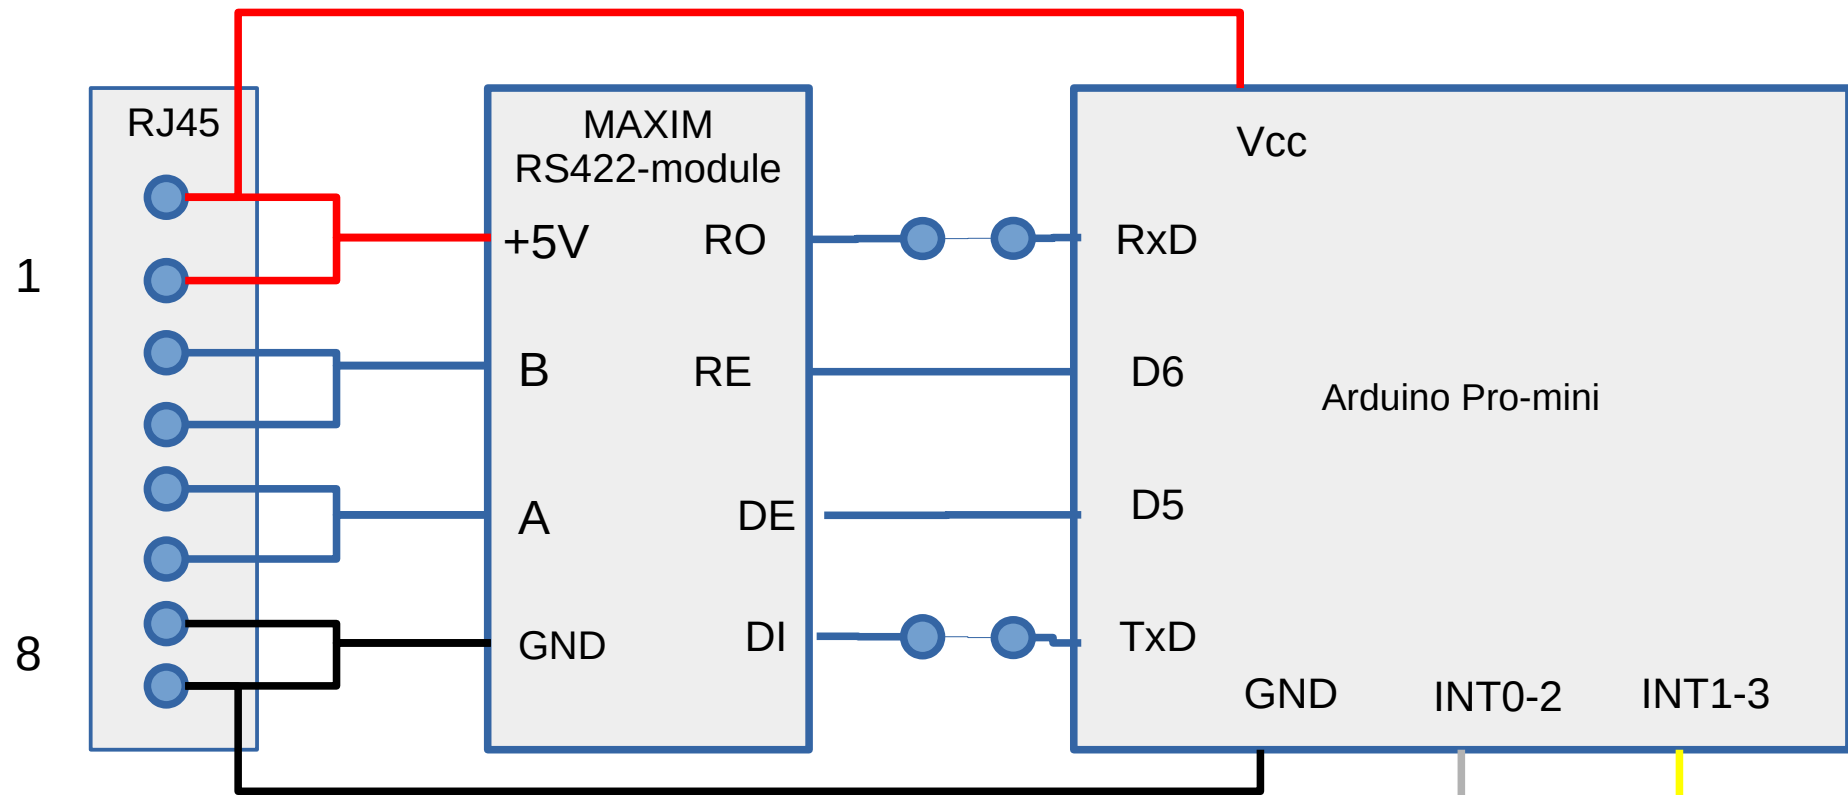 RJ45
1
8
MAXIM
RS422-module
+5V
RO
B
RE
A
DE
GND
DI
Vcc
RxD
D6
Arduino Pro-mini
D5
TxD
GND
INT0-2
INT1-3